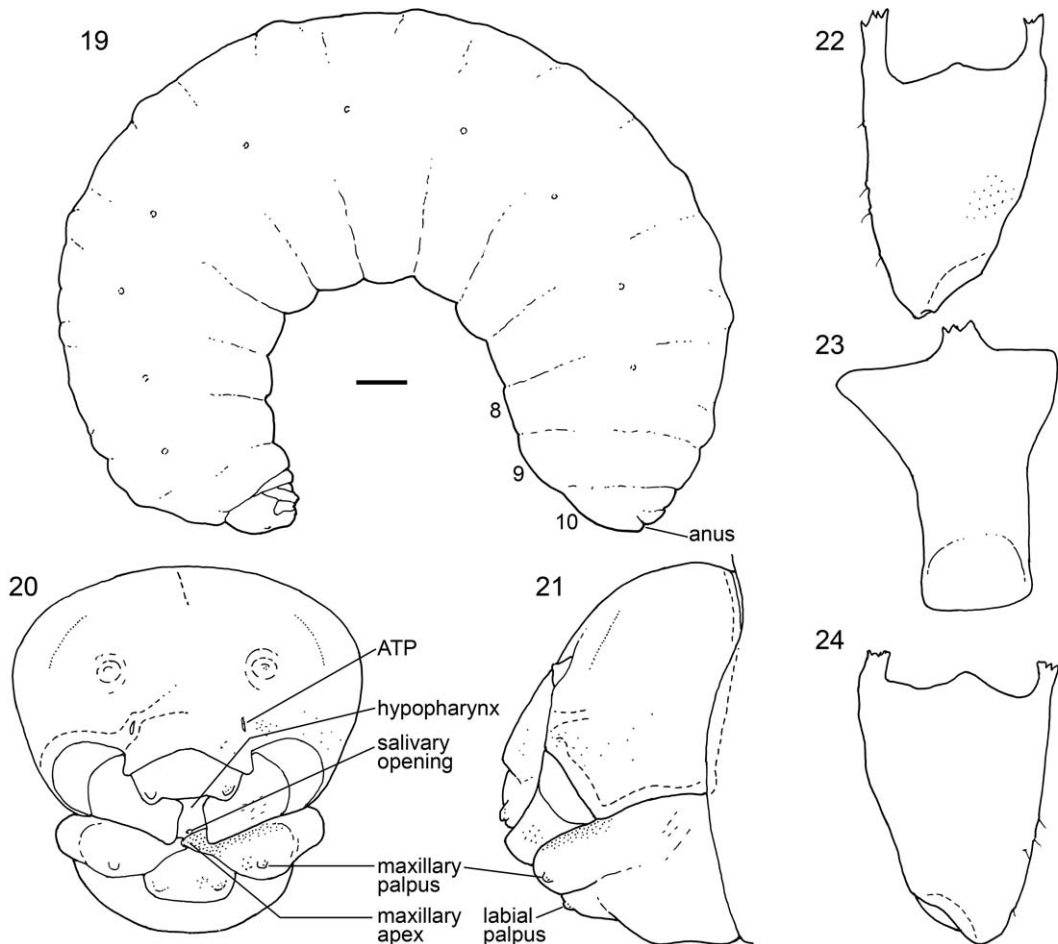 19
8
9
10
anus
20
ATP
hypopharynx
salivary
opening
maxillary
palpus
maxillary
apex
21
labial
palpus
22
23
24